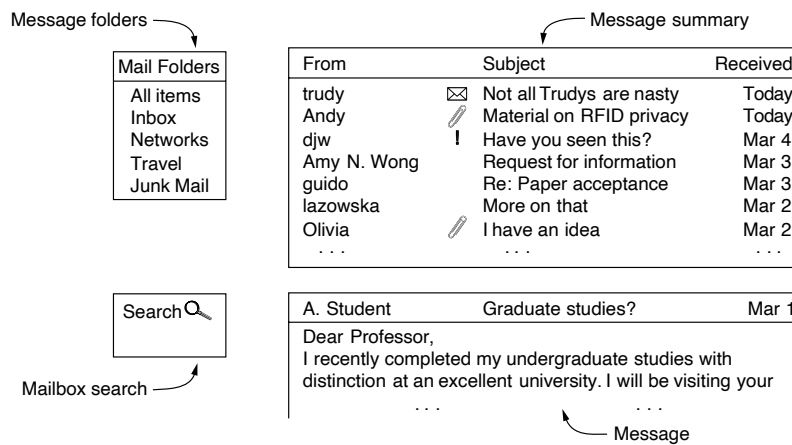 Message folders
Message summary
Mail Folders
All items
Inbox
Networks
Travel
Junk Mail
From Subject Received
trudy Not all Trudys are nasty Today
Andy Material on RFID privacy Today
djw ! Have you seen this? Mar 4
Amy N. Wong Request for information Mar 3
guido Re: Paper acceptance Mar 3
lazowska More on that Mar 2
Olivia I have an idea Mar 2
. . . . . . . . .
Search
Mailbox search
A. Student Graduate studies? Mar 1
Dear Professor,
I recently completed my undergraduate studies with
distinction at an excellent university. I will be visiting your
. . . . . .
Message